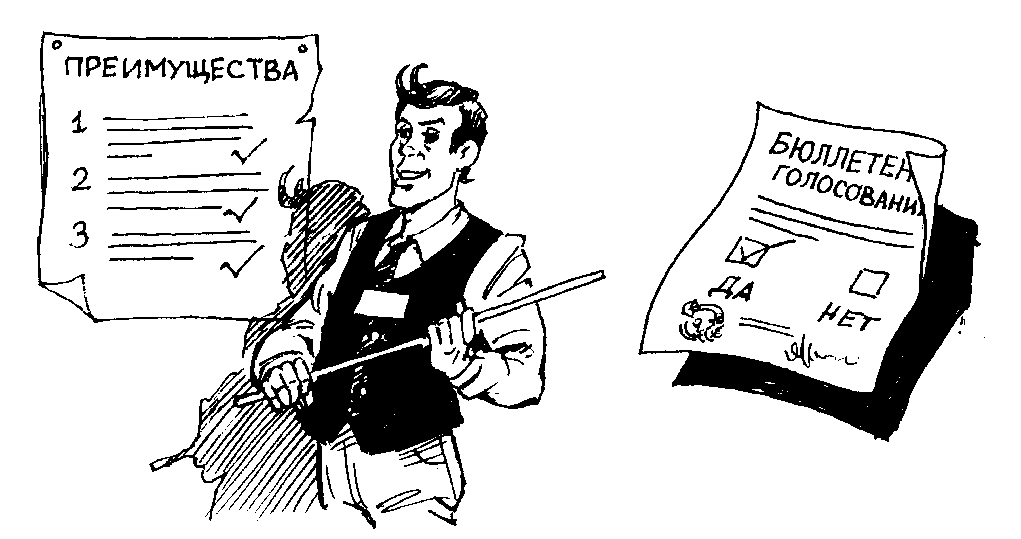 ПРЕИМУЩЕСТВА
1
2
3
БЮЛЛЕТЕН
ГОЛОСОВАНИ
ДА
НЕТ